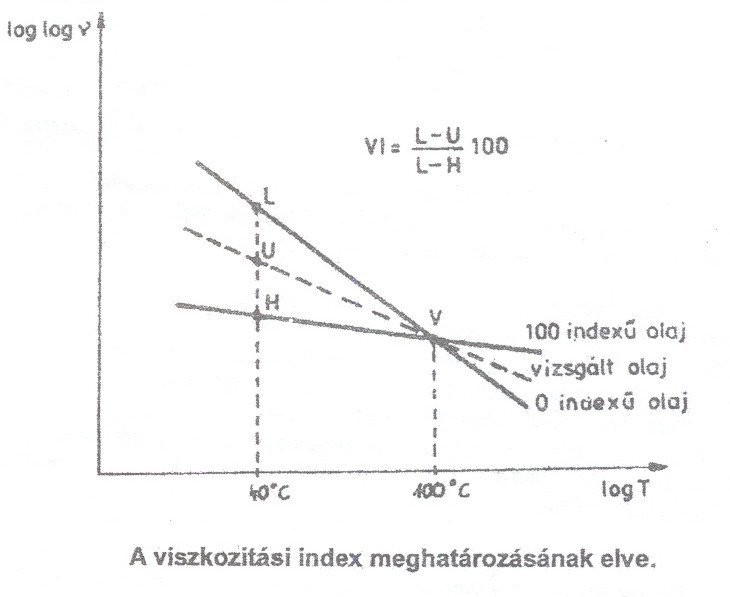 log log ν
VI = L-U / L-H 100
L
U
H
V
100 indexű olaj
vizsgált olaj
0 indexű olaj
40°C
100°C
log T
A viszkozitási index meghatározásának elve.